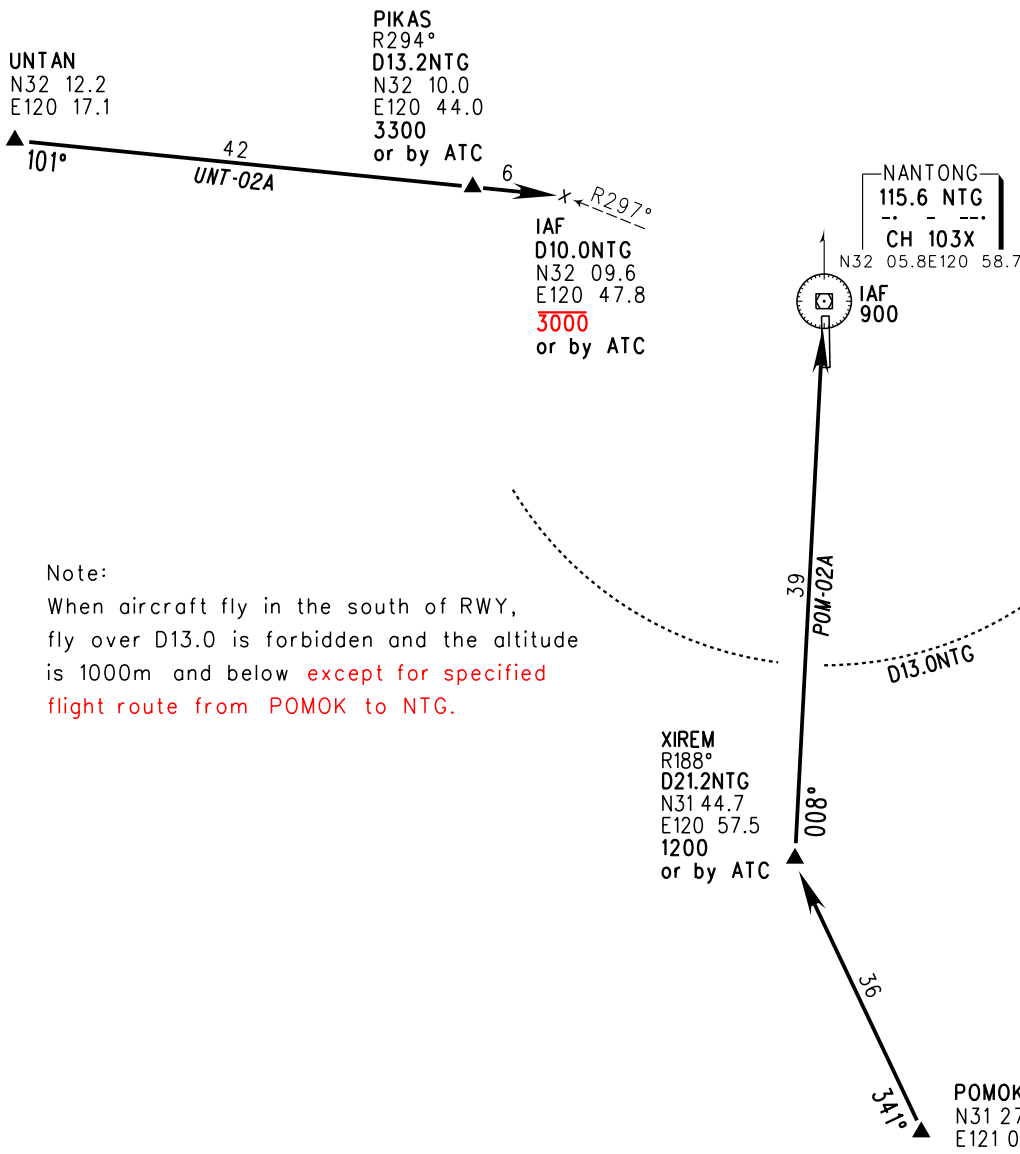 UNTAN
N32 12.2
E120 17.1
101°
42
UNT-02A
PIKAS
R294°
D13.2NTG
N32 10.0
E120 44.0
3300
or by ATC
6
R297°
IAF
D10.0NTG
N32 09.6
E120 47.8
3000
or by ATC
NANTONG
115.6 NTG
-. - --.
CH 103X
N32 05.8E120 58.7
IAF
900
39
POM-02A
D13.0NTG
Note:
When aircraft fly in the south of RWY,
fly over D13.0 is forbidden and the altitude
is 1000m and below except for specified
flight route from POMOK to NTG.
XIREM
R188°
D21.2NTG
N31 44.7
E120 57.5
1200
or by ATC
008°
36
341°
POMOK
N31 27
E121 0